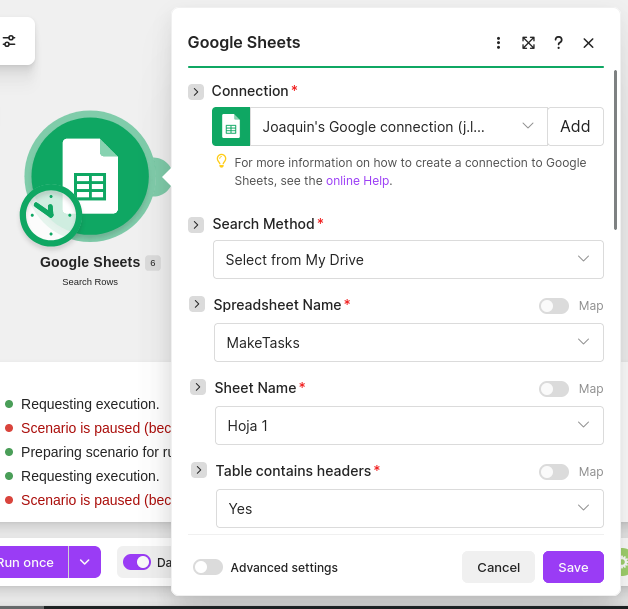 Google Sheets
?
Connection *
Joaquin's Google connection (j.l...
Add
For more information on how to create a connection to Google
Sheets, see the online Help.
Search Method *
Select from My Drive
Spreadsheet Name *
Map
MakeTasks
Sheet Name *
Map
Hoja 1
Table contains headers *
Map
Yes
Advanced settings
Cancel
Save
Google Sheets 6
Search Rows
Requesting execution.
Scenario is paused (bec
Preparing scenario for ru
Requesting execution.
Scenario is paused (bec
Run once
Da